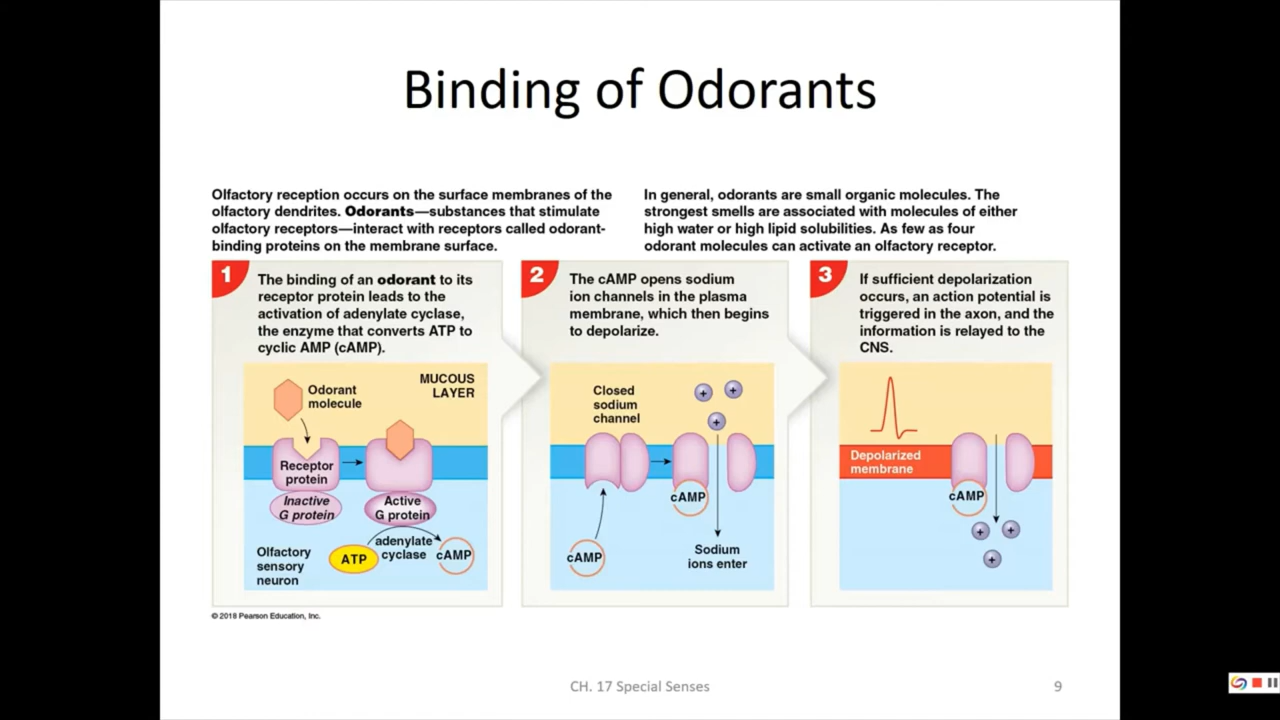 Binding of Odorants
Olfactory reception occurs on the surface membranes of the
olfactory dendrites. Odorants—substances that stimulate
olfactory receptors—interact with receptors called odorant-
binding proteins on the membrane surface.
In general, odorants are small organic molecules. The
strongest smells are associated with molecules of either
high water or high lipid solubilities. As few as four
odorant molecules can activate an olfactory receptor.
1
The binding of an odorant to its
receptor protein leads to the
activation of adenylate cyclase,
the enzyme that converts ATP to
cyclic AMP (cAMP).
Odorant
molecule
MUCOUS
LAYER
Receptor
protein
Inactive
G protein
Active
G protein
Olfactory
sensory
neuron
ATP
adenylate
cyclase
cAMP
2
The cAMP opens sodium
ion channels in the plasma
membrane, which then begins
to depolarize.
Closed
sodium
channel
+
+
+
cAMP
cAMP
Sodium
ions enter
3
If sufficient depolarization
occurs, an action potential is
triggered in the axon, and the
information is relayed to the
CNS.
Depolarized
membrane
cAMP
+
+
+
© 2018 Pearson Education, Inc.
CH. 17 Special Senses
9